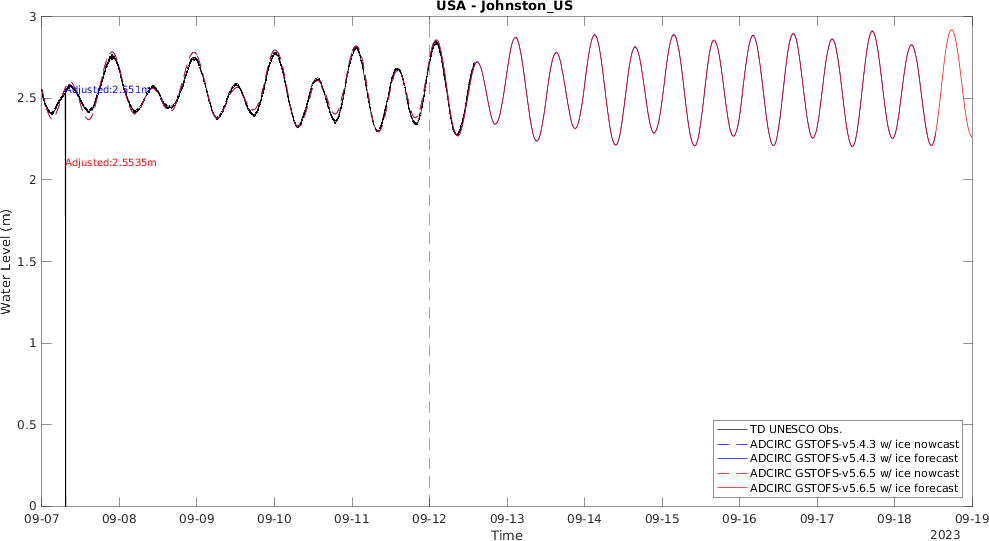 USA - Johnston_US
3
2.5
2
1.5
1
0.5
0
Water Level (m)
Adjusted:2.551m
Adjusted:2.5535m
TD UNESCO Obs.
ADCIRC GSTOFS-v5.4.3 w/ ice nowcast
ADCIRC GSTOFS-v5.4.3 w/ ice forecast
ADCIRC GSTOFS-v5.6.5 w/ ice nowcast
ADCIRC GSTOFS-v5.6.5 w/ ice forecast
09-07 09-08 09-09 09-10 09-11 09-12 09-13 09-14 09-15 09-16 09-17 09-18 09-19
Time
2023